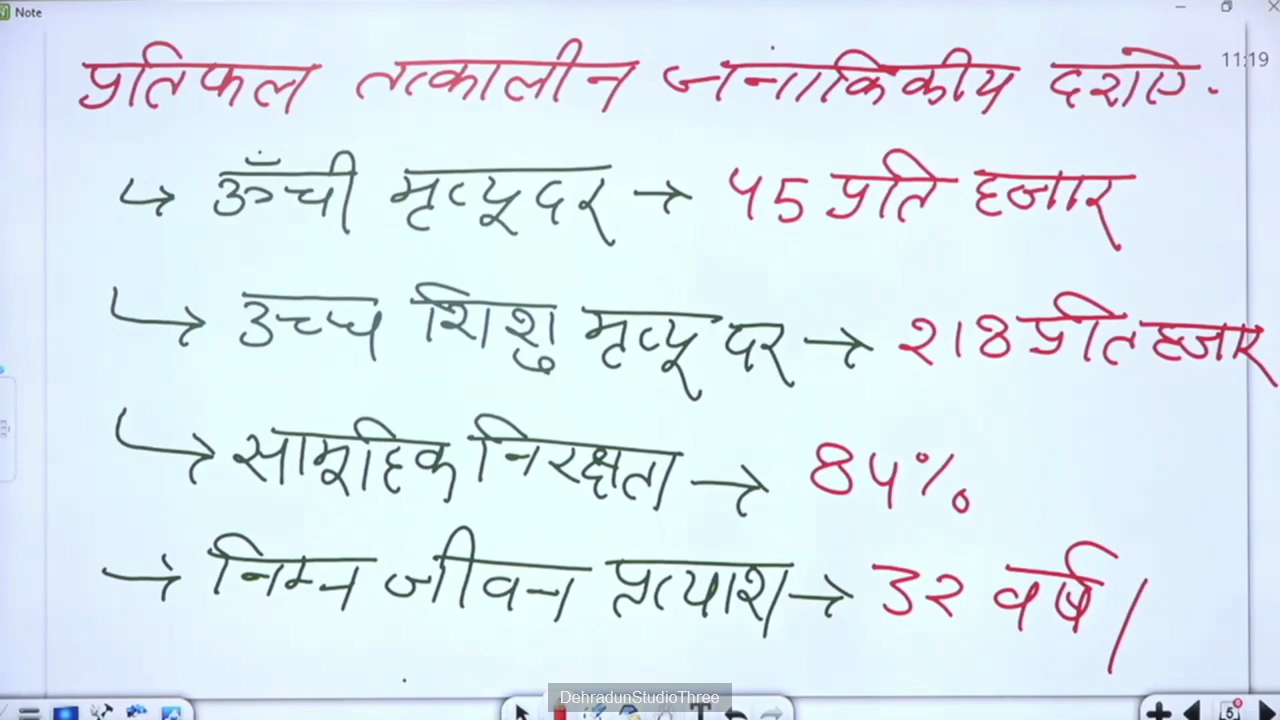 Note
11:19
प्रतिफल तत्कालीन जनांकिकीय दशाऐ.
↳ ऊँची मृत्यूदर → 45 प्रति हजार
↳ उच्च शिशु मृत्यू दर → 218 प्रति हजार
↳ सामूहिक निरक्षता → 84%
→ निम्न जीवन प्रत्याश → 32 वर्ष।
DehradunStudioThree
5